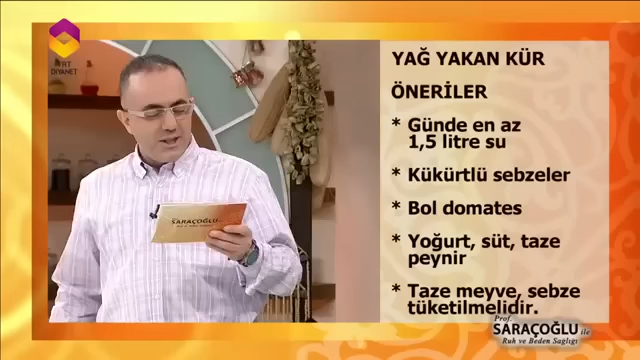 TRT
DİYANET
YAĞ YAKAN KÜR
ÖNERİLER
* Günde en az
1,5 litre su
* Kükürtlü sebzeler
* Bol domates
* Yoğurt, süt, taze
peynir
* Taze meyve, sebze
tüketilmelidir.
Prof.
SARAÇOĞLU ile
Ruh ve Beden Sağlığı
SARAÇOĞLU